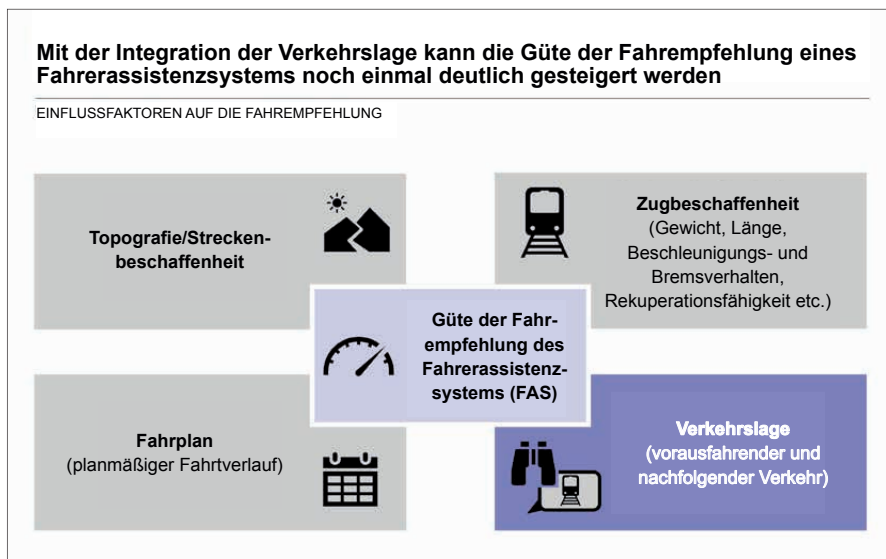 Mit der Integration der Verkehrslage kann die Güte der Fahrempfehlung eines
Fahrerassistenzsystems noch einmal deutlich gesteigert werden
EINFLUSSFAKTOREN AUF DIE FAHREMPFEHLUNG
Topografie/Strecken-
beschaffenheit
Zugbeschaffenheit
(Gewicht, Länge,
Beschleunigungs- und
Bremsverhalten,
Rekuperationsfähigkeit etc.)
Güte der Fahr-
empfehlung des
Fahrerassistenz-
systems (FAS)
Fahrplan
(planmäßiger Fahrtverlauf)
Verkehrslage
(vorausfahrender und
nachfolgender Verkehr)